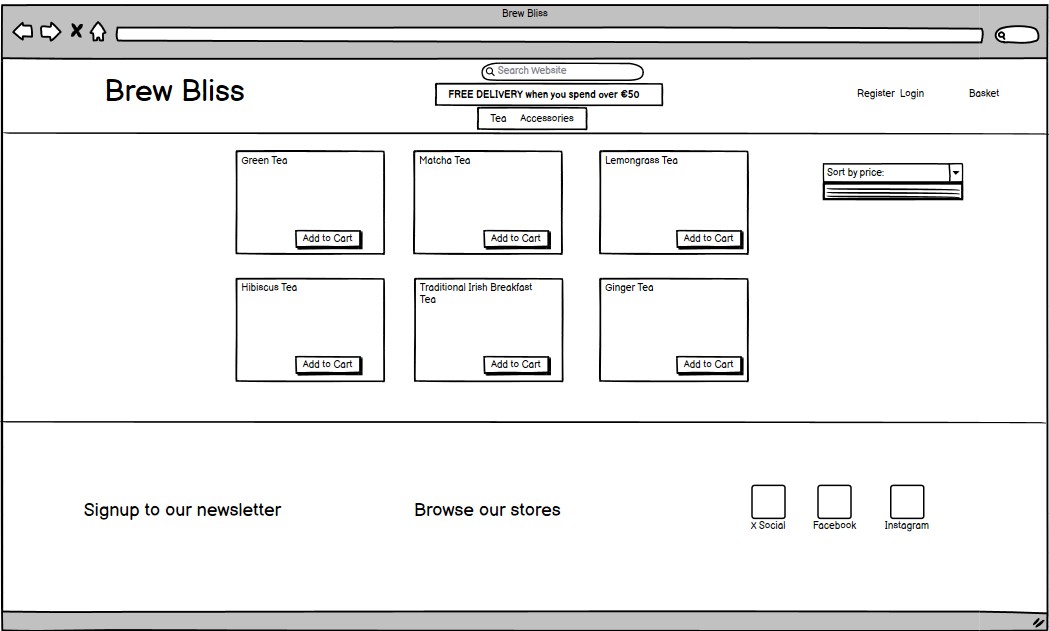 Brew Bliss
Search Website
Brew Bliss
FREE DELIVERY when you spend over €50
Register Login
Basket
Tea Accessories
Green Tea
Matcha Tea
Lemongrass Tea
Sort by price:
Add to Cart
Add to Cart
Add to Cart
Hibiscus Tea
Traditional Irish Breakfast
Tea
Ginger Tea
Add to Cart
Add to Cart
Add to Cart
Signup to our newsletter
Browse our stores
X Social
Facebook
Instagram